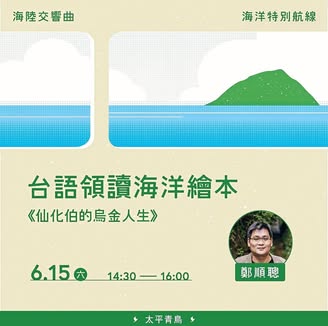 海陸交響曲
海洋特別航線
台語領讀海洋繪本
《仙化伯的烏金人生》
6.15 六 14:30 — 16:00
鄭順聰
太平青鳥